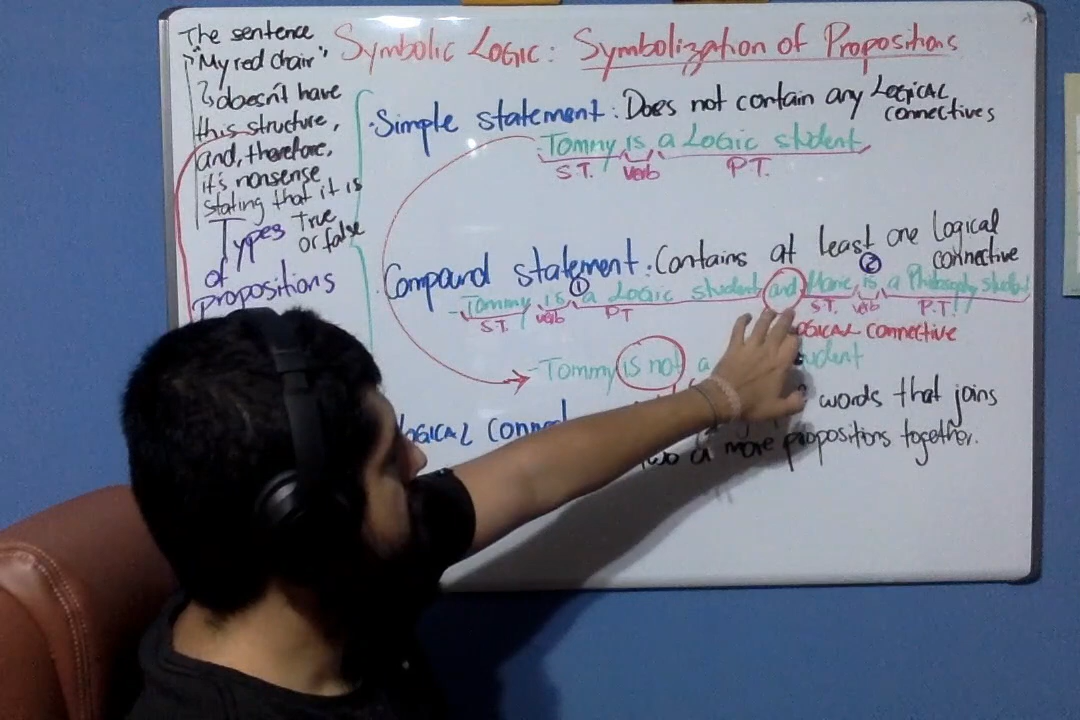 The sentence
"My red chair"
doesn't have
this structure,
and, therefore,
it's nonsense
stating that it is
true
or false
Symbolic Logic: Symbolization of Propositions
Types
of
propositions
·Simple statement: Does not contain any Logical
connectives
-Tommy is a Logic student
S.T. verb P.T.
·Compound statement: Contains at least one logical
connective
① ②
-Tommy is a Logic student and is a Philosophy
S.T. verb PT S.T. verb P.T.
Logical connective
-Tommy is not a student
Logical words that joins
two or more propositions together.